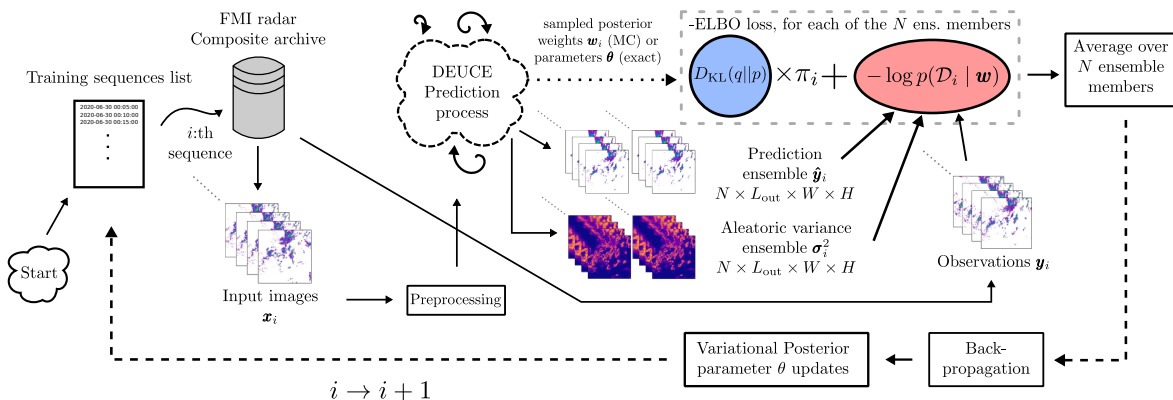 FMI radar
Composite archive
Training sequences list
2020-06-30 00:05:00
2020-06-30 00:10:00
2020-06-30 00:15:00
i:th
sequence
Start
Input images
x_i
Preprocessing
DEUCE
Prediction
process
sampled posterior
weights w_i (MC) or
parameters θ (exact)
-ELBO loss, for each of the N ens. members
D_KL(q||p) × π_i + − log p(D_i | w)
Average over
N ensemble
members
Prediction
ensemble ŷ_i
N × L_out × W × H
Aleatoric variance
ensemble σ_i^2
N × L_out × W × H
Observations y_i
Variational Posterior
parameter θ updates
Back-
propagation
i → i + 1